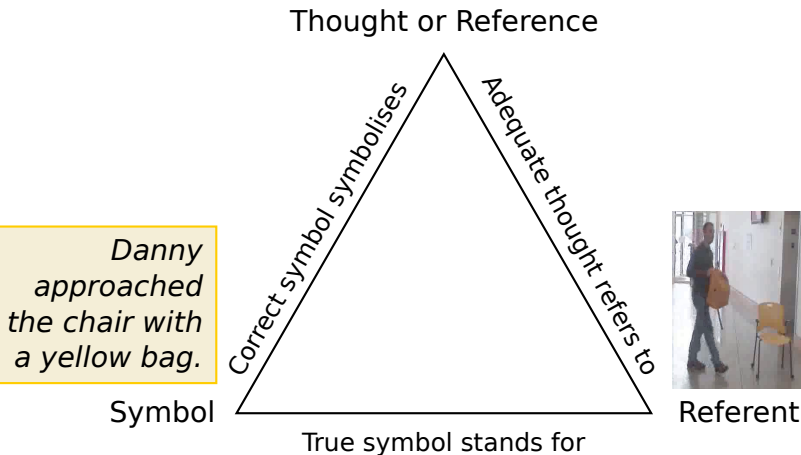 Thought or Reference
Correct symbol symbolises
Adequate thought refers to
Danny
approached
the chair with
a yellow bag.
Symbol
Referent
True symbol stands for